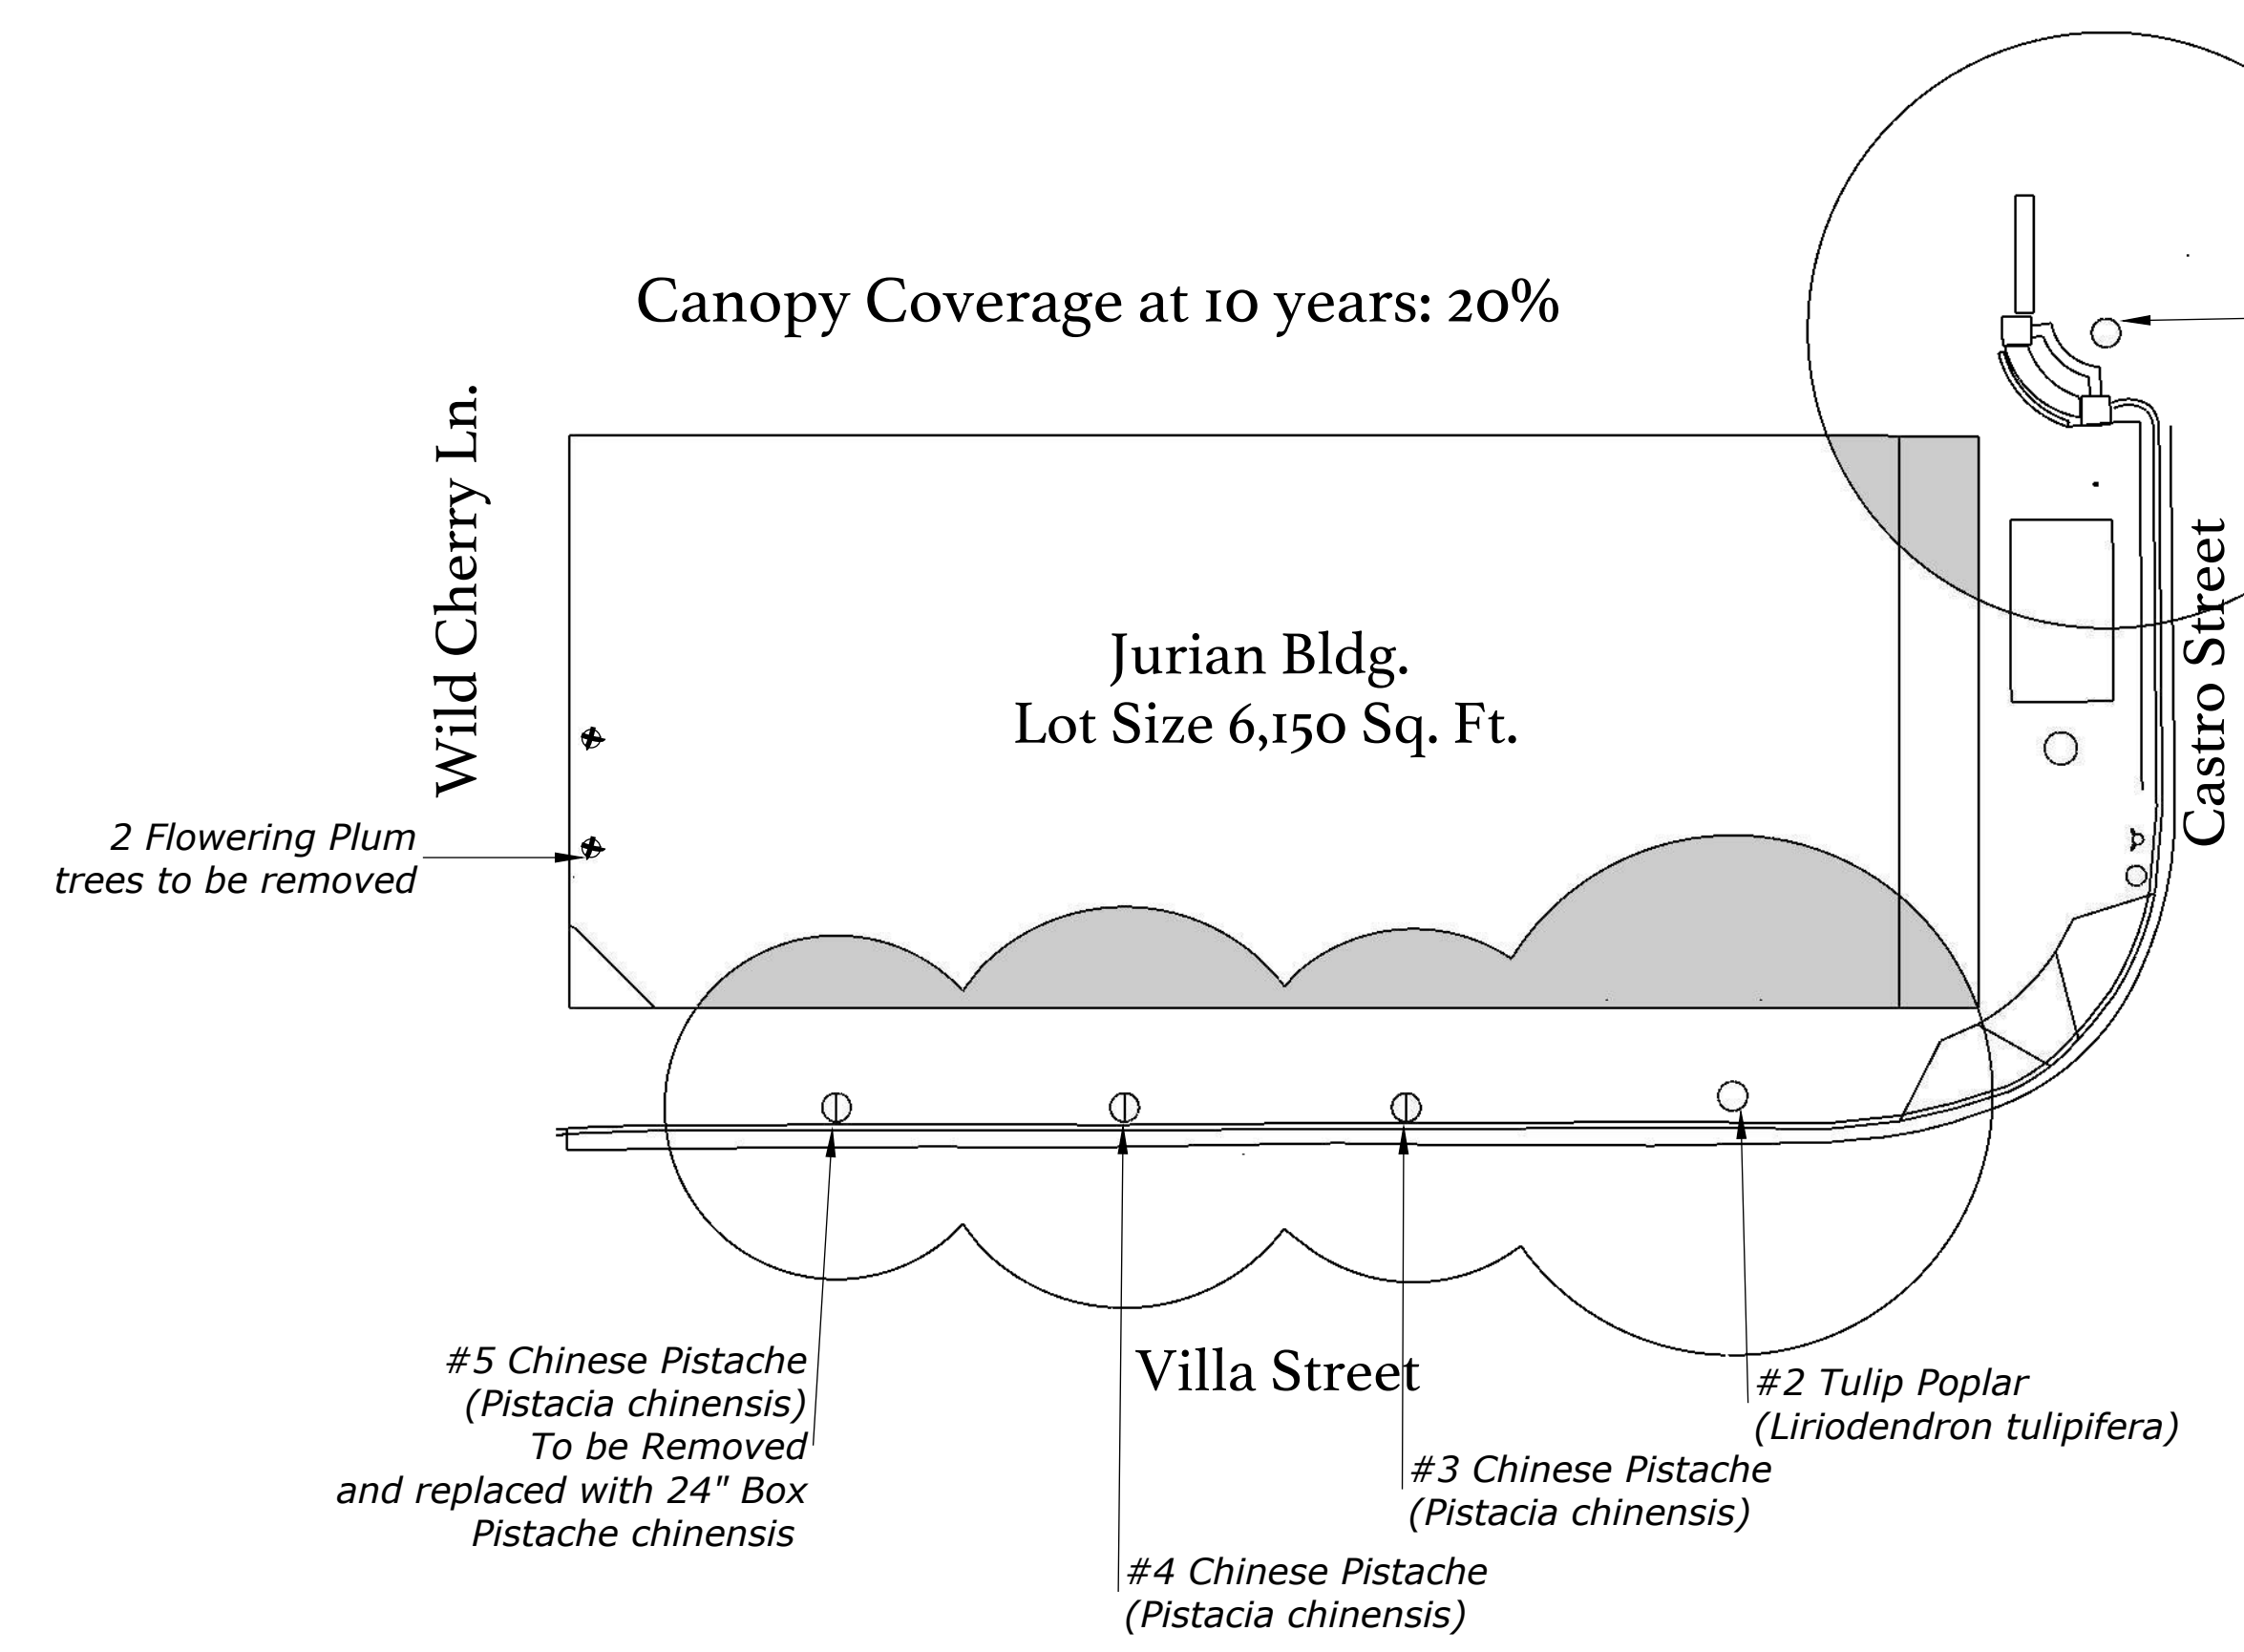 Canopy Coverage at 10 years: 20%
Wild Cherry Ln.
Jurian Bldg.
Lot Size 6,150 Sq. Ft.
Castro Street
2 Flowering Plum
trees to be removed
#5 Chinese Pistache
(Pistacia chinensis)
To be Removed
and replaced with 24" Box
Pistache chinensis
Villa Street
#2 Tulip Poplar
(Liriodendron tulipifera)
#3 Chinese Pistache
(Pistacia chinensis)
#4 Chinese Pistache
(Pistacia chinensis)